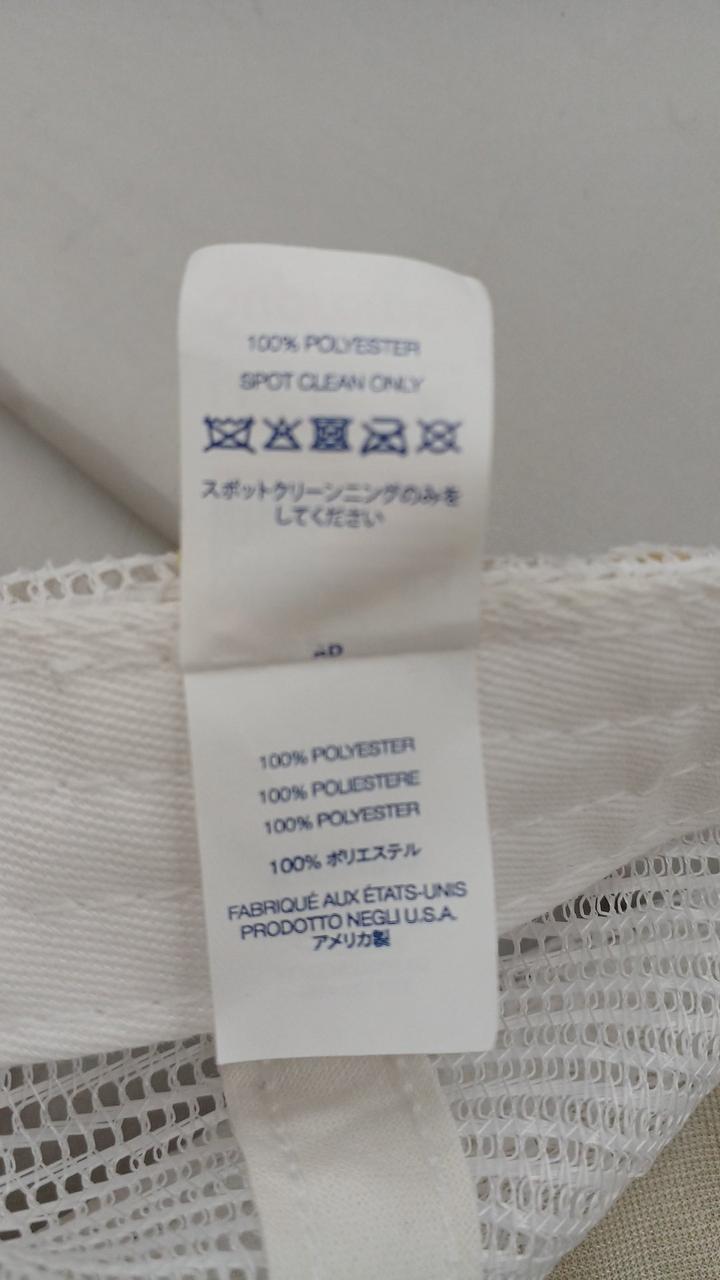 100% POLYESTER
SPOT CLEAN ONLY
スポットクリーンニングのみを
してください
100% POLYESTER
100% POLIESTERE
100% POLYESTER
100% ポリエステル
FABRIQUÉ AUX ÉTATS-UNIS
PRODOTTO NEGLI U.S.A.
アメリカ製